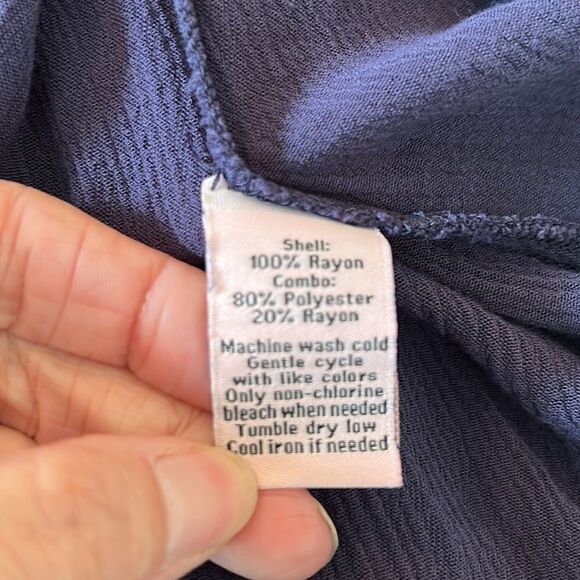 Shell:
100% Rayon
Combo:
80% Polyester
20% Rayon
Machine wash cold
Gentle cycle
with like colors
Only non-chlorine
bleach when needed
Tumble dry low
Cool iron if needed